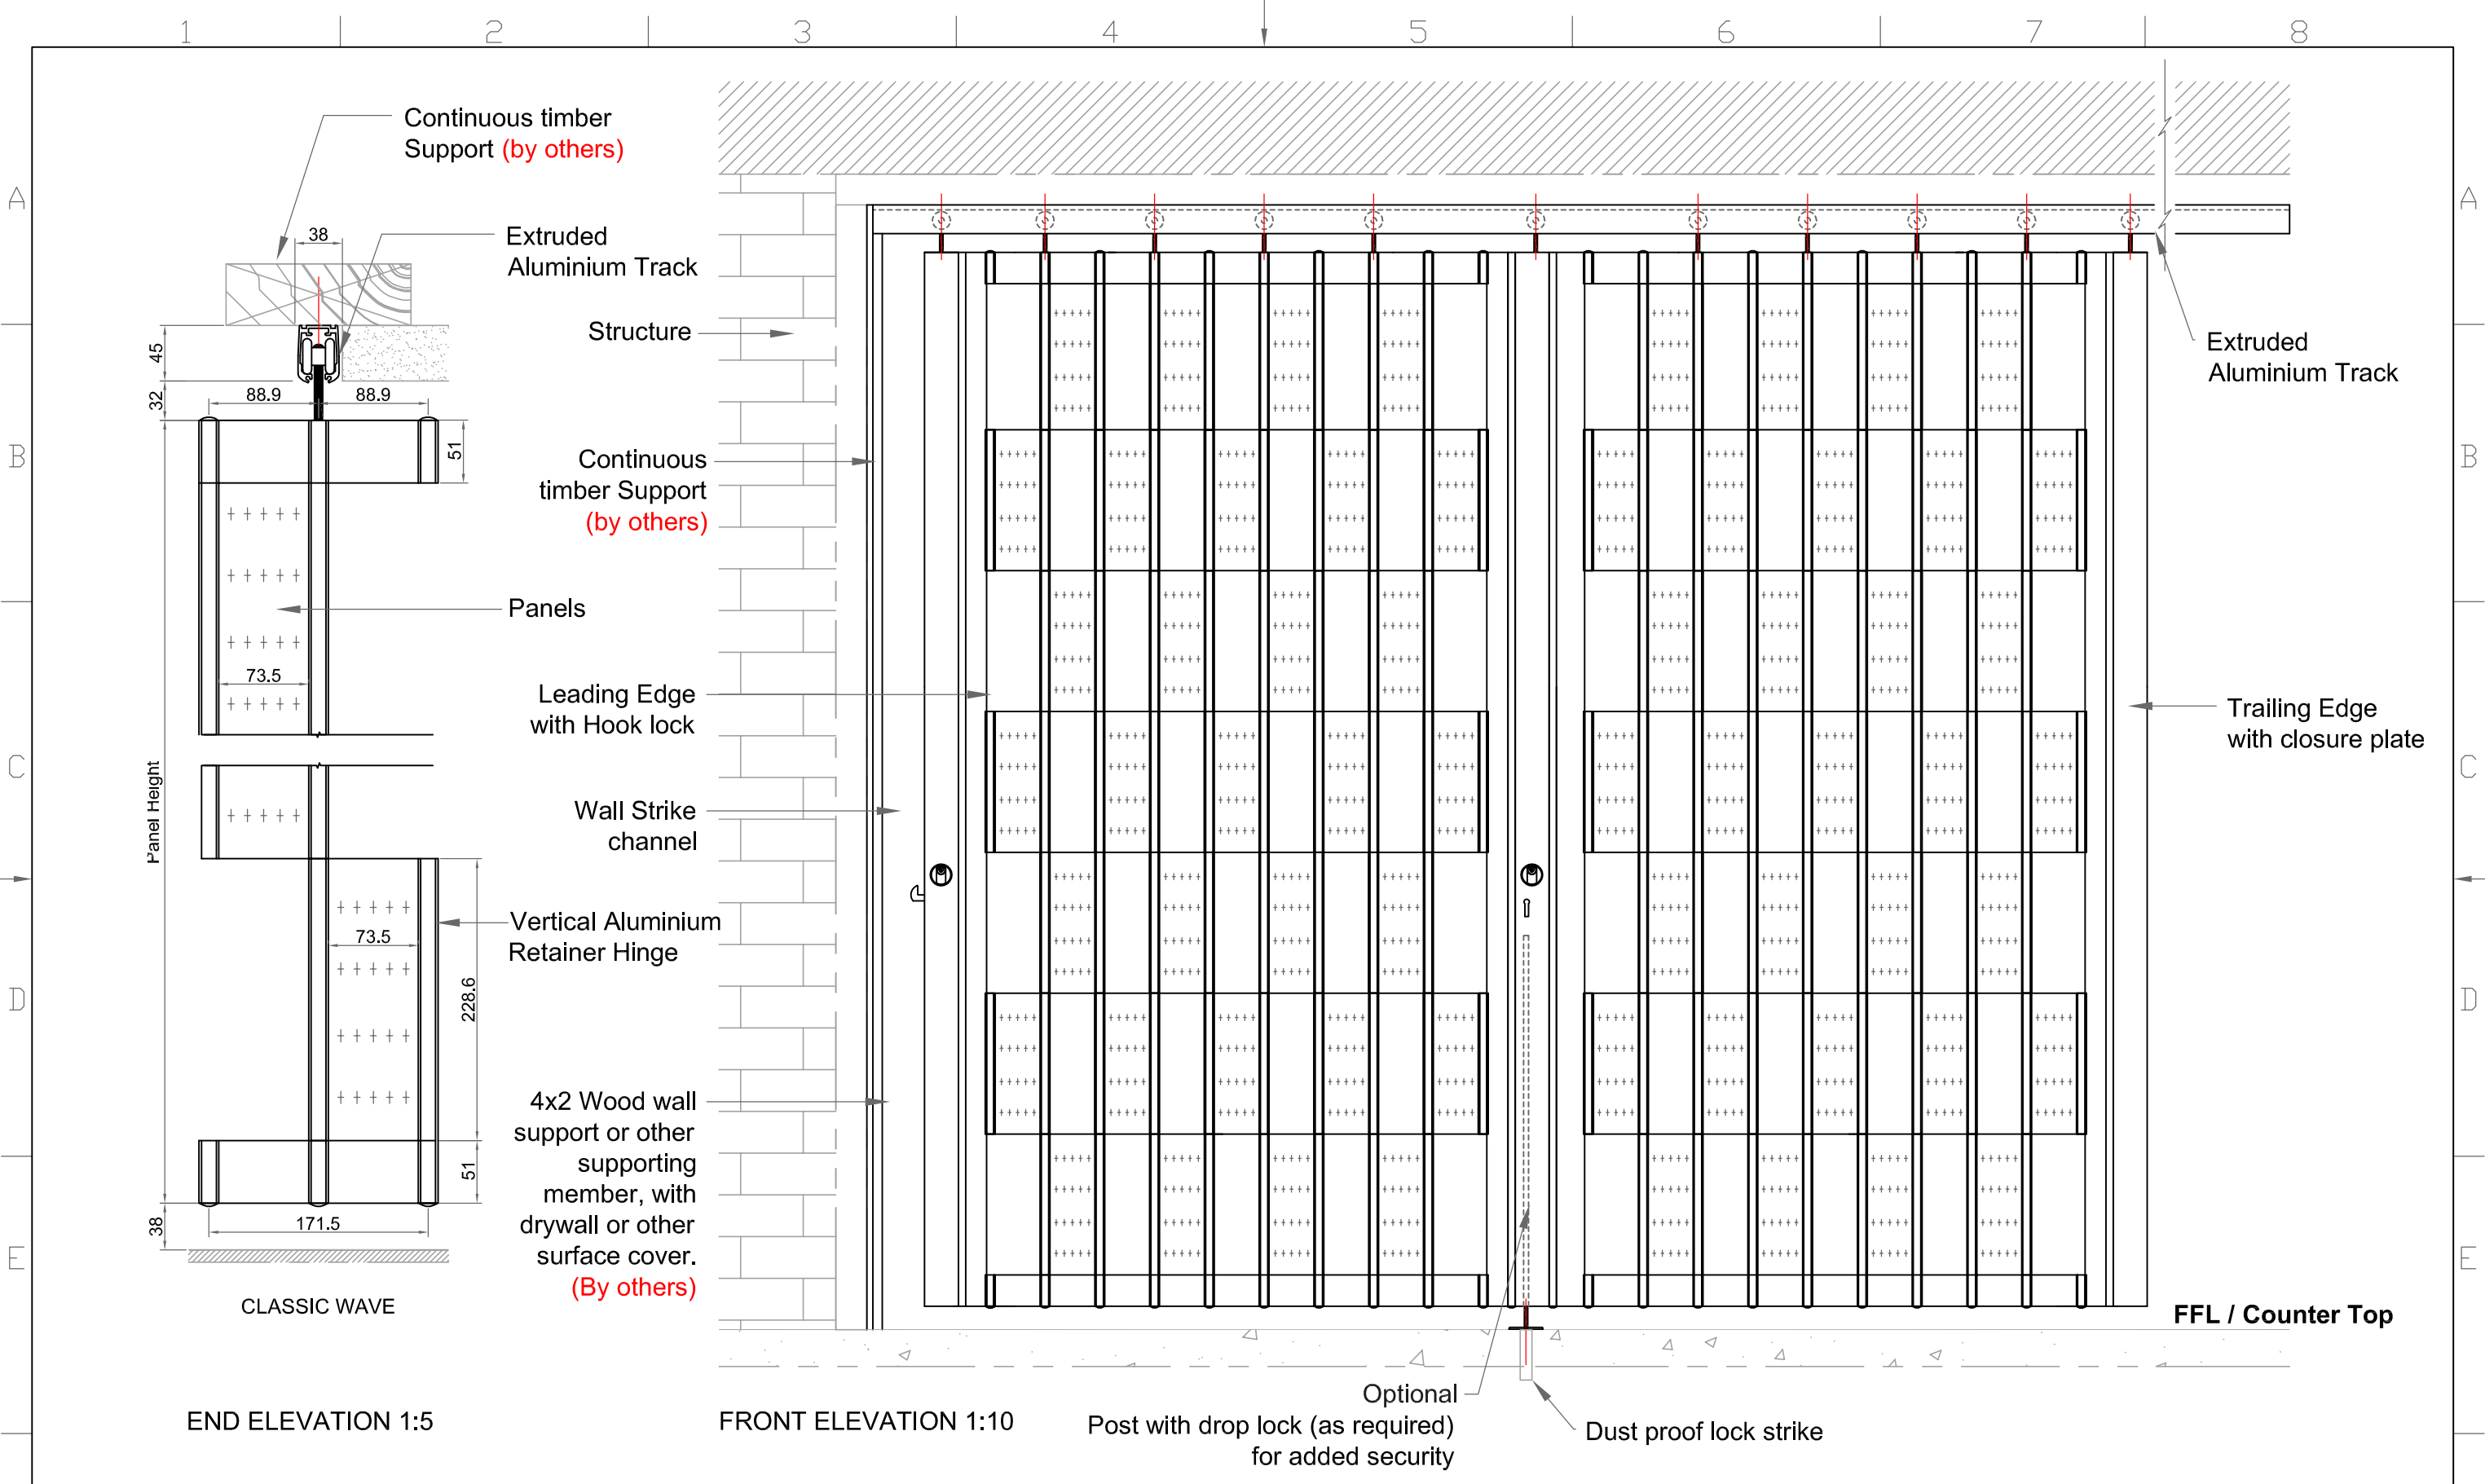 1 2 3 4 5 6 7 8
A
B
C
D
E
A
B
C
D
E
Continuous timber
Support (by others)
38
Extruded
Aluminium Track
45
32
88.9
88.9
51
Panels
73.5
Panel Height
Vertical Aluminium
Retainer Hinge
73.5
228.6
51
38
171.5
CLASSIC WAVE
END ELEVATION 1:5
Structure
Continuous
timber Support
(by others)
Leading Edge
with Hook lock
Wall Strike
channel
4x2 Wood wall
support or other
supporting
member, with
drywall or other
surface cover.
(By others)
Extruded
Aluminium Track
Trailing Edge
with closure plate
FFL / Counter Top
FRONT ELEVATION 1:10
Optional
Post with drop lock (as required)
for added security
Dust proof lock strike